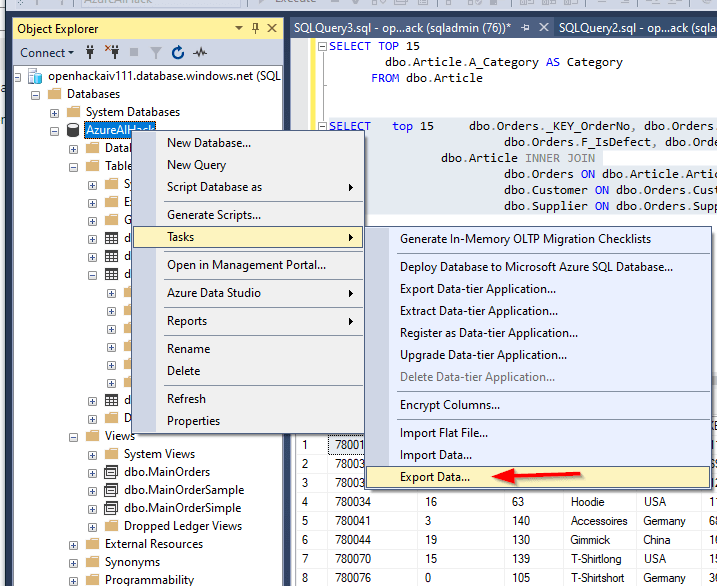 AzureAIHack
Execute
Object Explorer
SQLQuery3.sql - op...ack (sqladmin (76))*
SQLQuery2.sql - op...ack (sqla
Connect
SELECT TOP 15
dbo.Article.A_Category AS Category
FROM dbo.Article
SELECT top 15 dbo.Orders._KEY_OrderNo, dbo.Orders.
dbo.Orders.F_IsDefect, dbo.Orde
dbo.Article INNER JOIN
dbo.Orders ON dbo.Article.Artic
dbo.Customer ON dbo.Orders.Cust
dbo.Supplier ON dbo.Orders.Supp
openhackaiv111.database.windows.net (SQL
Databases
System Databases
AzureAIHack
Datab
Table
Sy
E
G
d
d
d
d
D
Views
System Views
dbo.MainOrders
dbo.MainOrderSample
dbo.MainOrderSimple
Dropped Ledger Views
External Resources
Synonyms
Programmability
New Database...
New Query
Script Database as
Generate Scripts...
Tasks
Open in Management Portal...
Azure Data Studio
Reports
Rename
Delete
Refresh
Properties
Generate In-Memory OLTP Migration Checklists
Deploy Database to Microsoft Azure SQL Database...
Export Data-tier Application...
Extract Data-tier Application...
Register as Data-tier Application...
Upgrade Data-tier Application...
Delete Data-tier Application...
Encrypt Columns...
Import Flat File...
Import Data...
Export Data...
1 78001
2 78003
3 78003
4 780034 16 63 Hoodie USA 11
5 780041 3 140 Accessoires Germany 68
6 780044 19 130 Gimmick China 16
7 780070 15 139 T-Shirtlong USA 15
8 780076 0 105 T-Shirtshort Germany 36